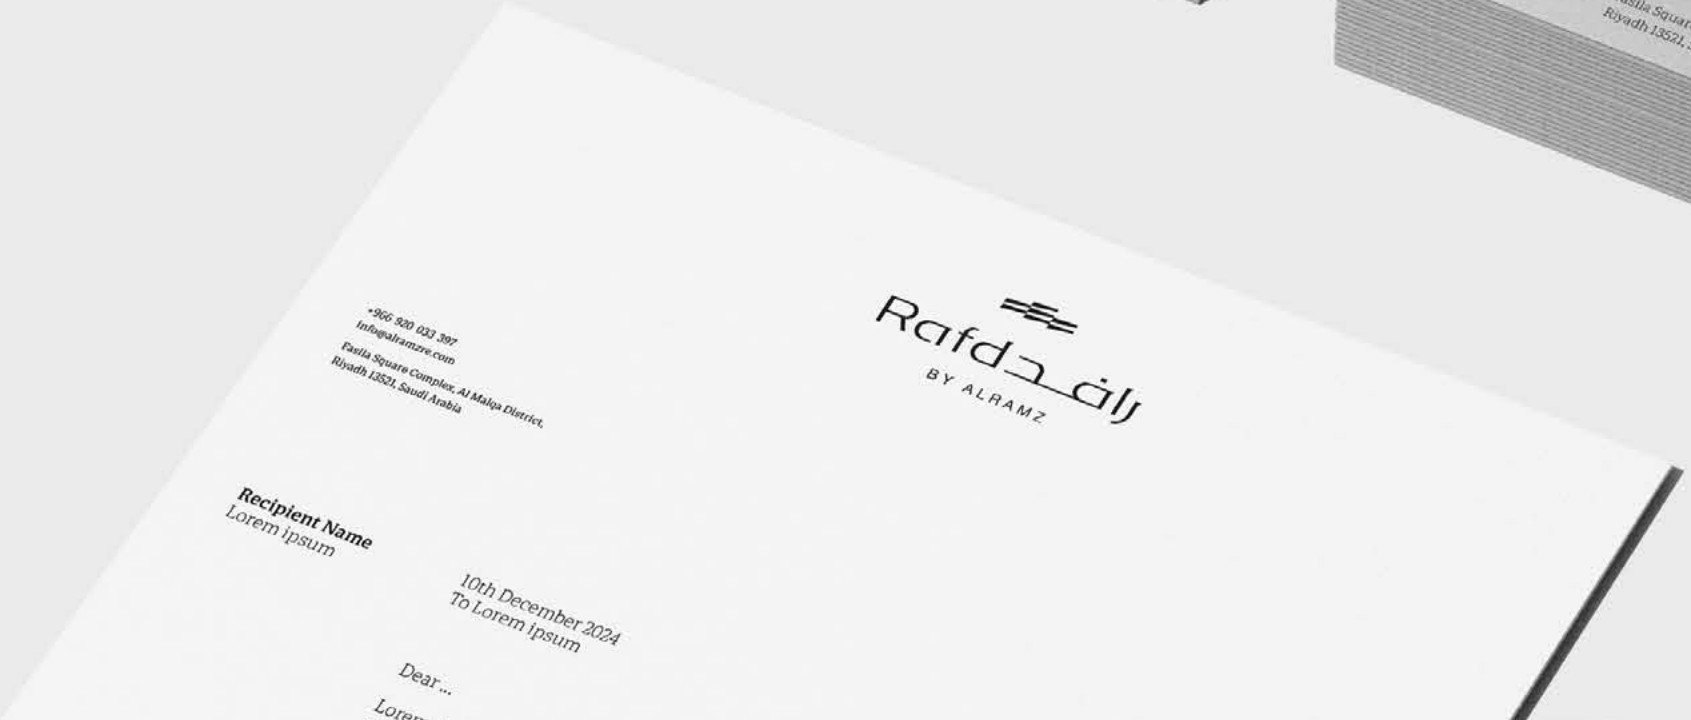 Riyadh 13521,
Rafd رافد
BY ALRAMZ
+966 920 033 397
Info@alramzre.com
Fasila Square Complex, Al Malqa District,
Riyadh 13521, Saudi Arabia
Recipient Name
Lorem ipsum
10th December 2024
To Lorem ipsum
Dear...